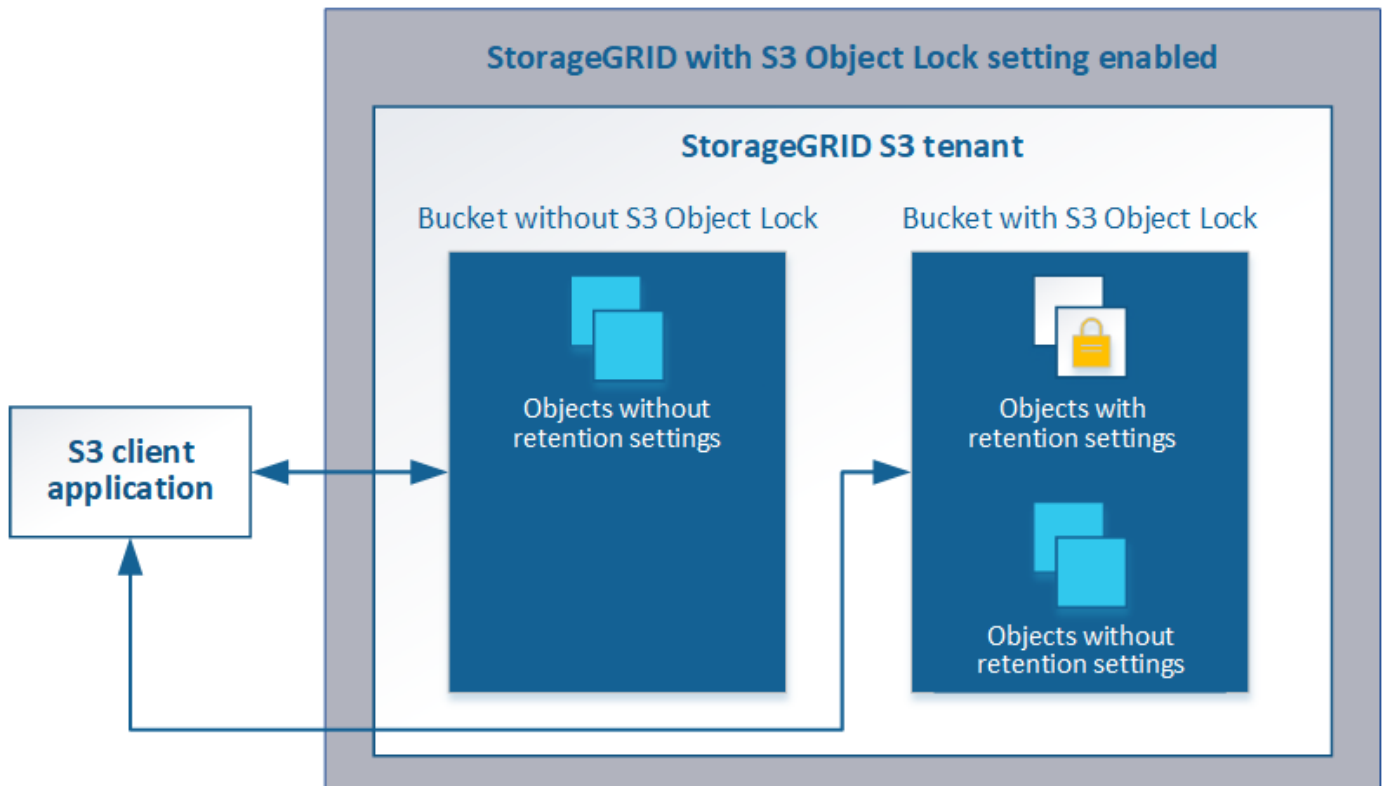 StorageGRID with S3 Object Lock setting enabled
StorageGRID S3 tenant
Bucket without S3 Object Lock
Bucket with S3 Object Lock
Objects without
retention settings
Objects with
retention settings
S3 client
application
Objects without
retention settings